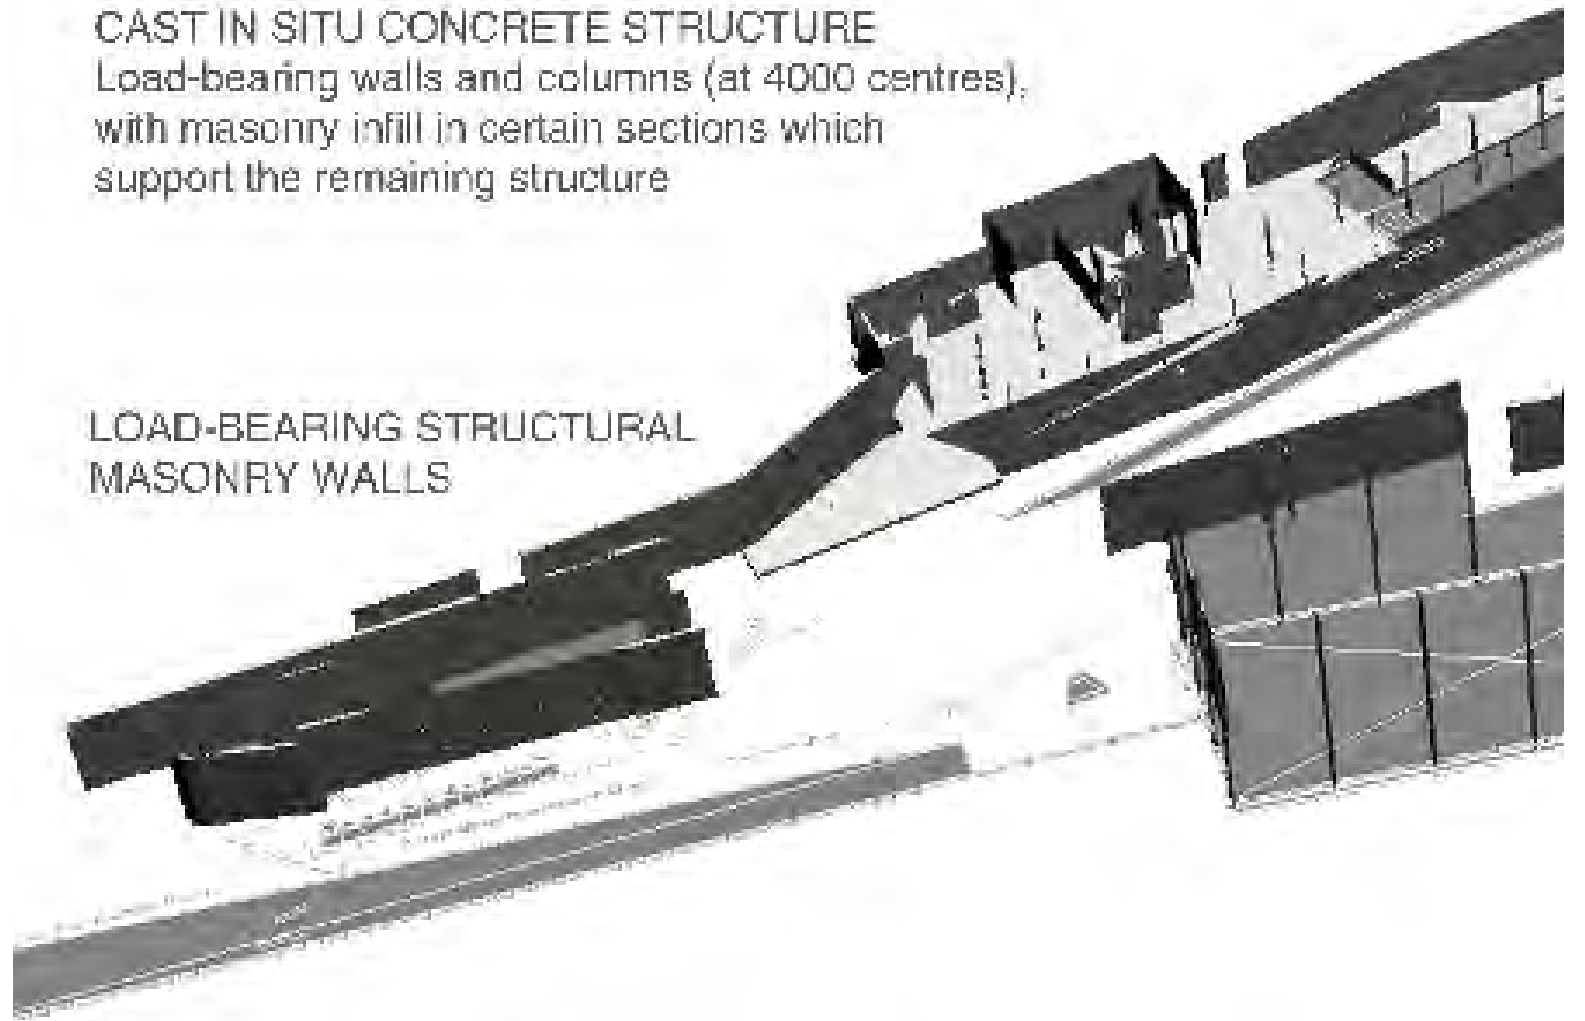 CAST IN SITU CONCRETE STRUCTURE
Load-bearing walls and columns (at 4000 centres),
with masonry infill in certain sections which
support the remaining structure
LOAD-BEARING STRUCTURAL
MASONRY WALLS